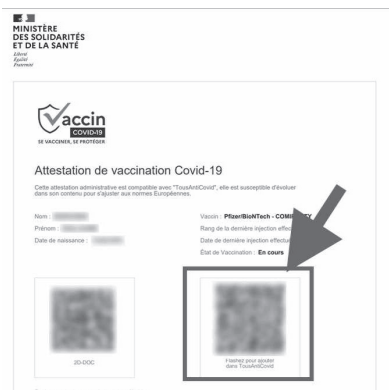 MINISTÈRE
DES SOLIDARITÉS
ET DE LA SANTÉ
Liberté
Égalité
Fraternité
Vaccin
COVID-19
SE VACCINER, SE PROTÉGER
Attestation de vaccination Covid-19
Cette attestation administrative est compatible avec "TousAntiCovid", elle est susceptible d'évoluer
dans son contenu pour s'ajuster aux normes Européennes.
Nom :
Prénom :
Date de naissance :
Vaccin : Pfizer/BioNTech -
Rang de la dernière injection
Date de dernière injection
État de Vaccination : En cours
2D-DOC
Flashez pour ajouter
dans TousAntiCovid